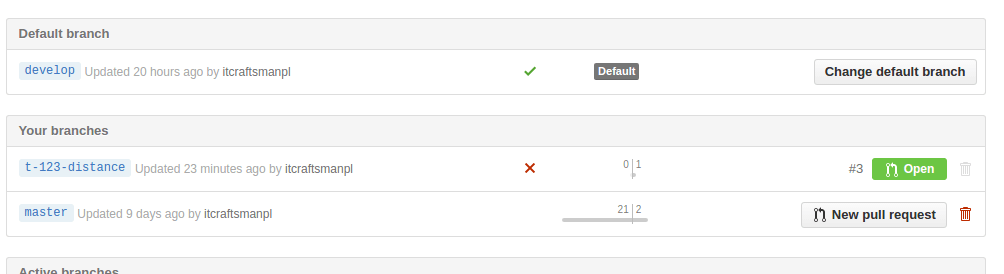 Default branch
develop Updated 20 hours ago by itcraftsmanpl Default Change default branch
Your branches
t-123-distance Updated 23 minutes ago by itcraftsmanpl 0 1 #3 Open
master Updated 9 days ago by itcraftsmanpl 21 2 New pull request
Active branches